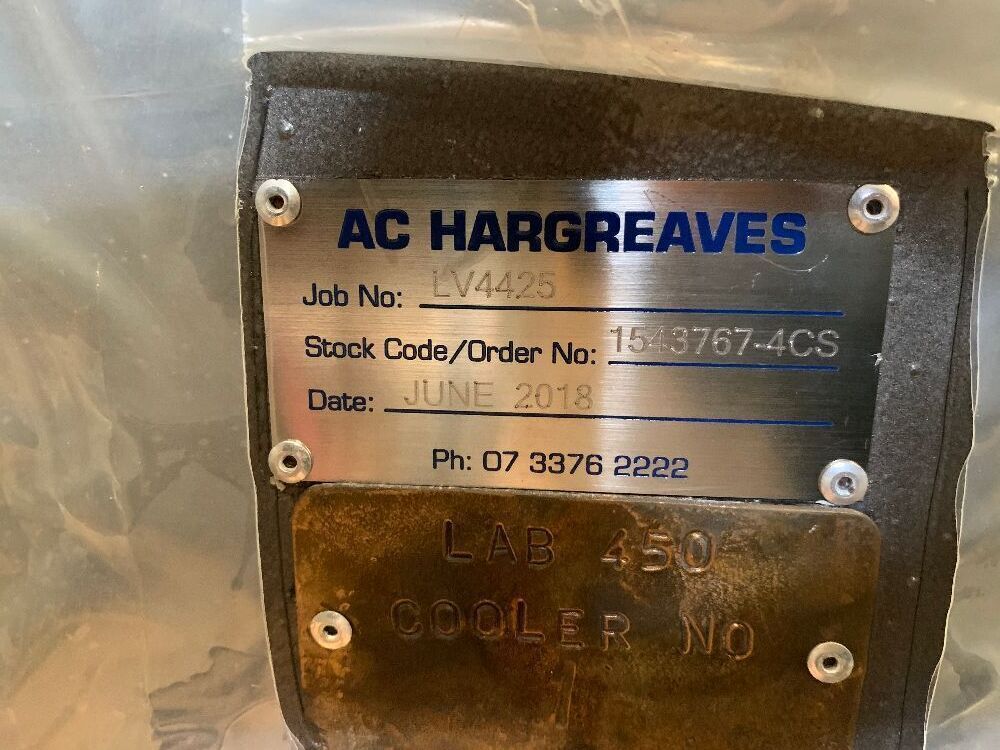 AC HARGREAVES
Job No: LV4425
Stock Code/Order No: 1543767-4CS
Date: JUNE 2018
Ph: 07 3376 2222
LAB 450
COOLER NO